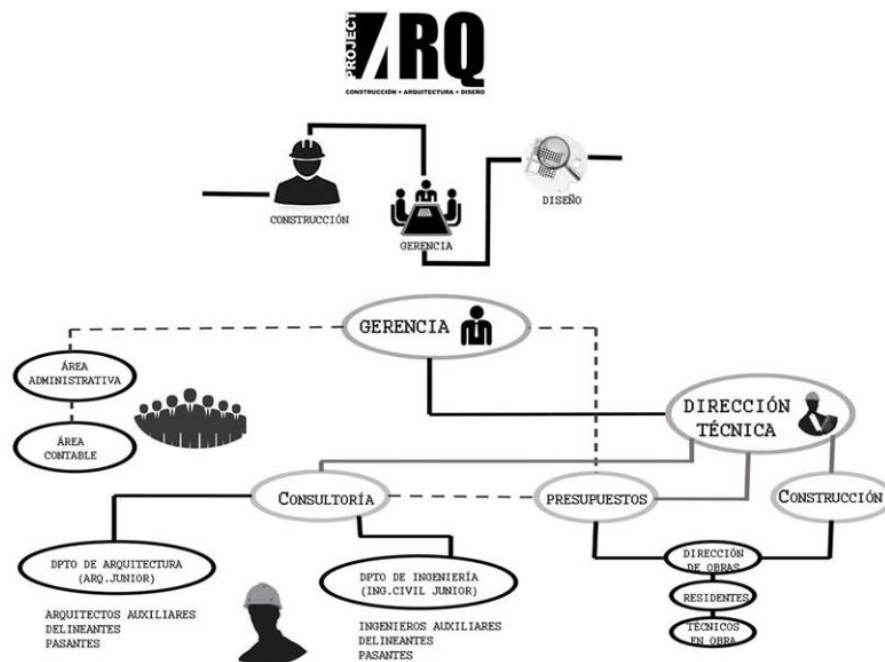 PROJECT
ARQ
CONSTRUCCIÓN + ARQUITECTURA + DISEÑO
CONSTRUCCIÓN
GERENCIA
DISEÑO
GERENCIA
ÁREA
ADMINISTRATIVA
ÁREA
CONTABLE
DIRECCIÓN
TÉCNICA
CONSULTORÍA
PRESUPUESTOS
CONSTRUCCIÓN
DPTO DE ARQUITECTURA
(ARQ.JUNIOR)
ARQUITECTOS AUXILIARES
DELINEANTES
PASANTES
DPTO DE INGENIERÍA
(ING.CIVIL JUNIOR)
INGENIEROS AUXILIARES
DELINEANTES
PASANTES
DIRECCIÓN
DE OBRAS
RESIDENTES
TÉCNICOS
EN OBRA